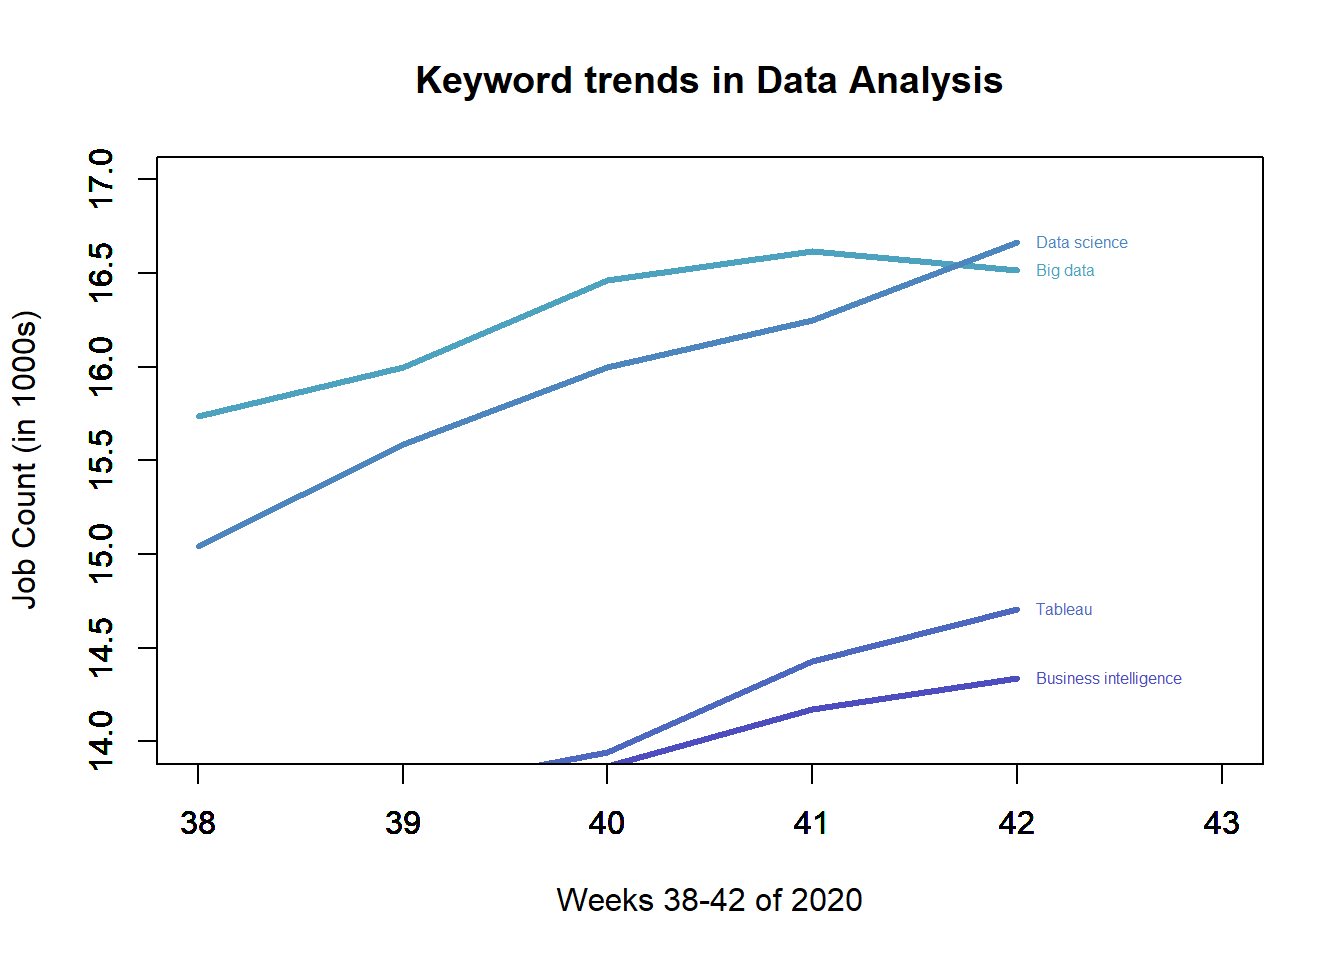 Keyword trends in Data Analysis
Job Count (in 1000s)
17.0
16.5
16.0
15.5
15.0
14.5
14.0
Data science
Big data
Tableau
Business intelligence
38 39 40 41 42 43
Weeks 38-42 of 2020